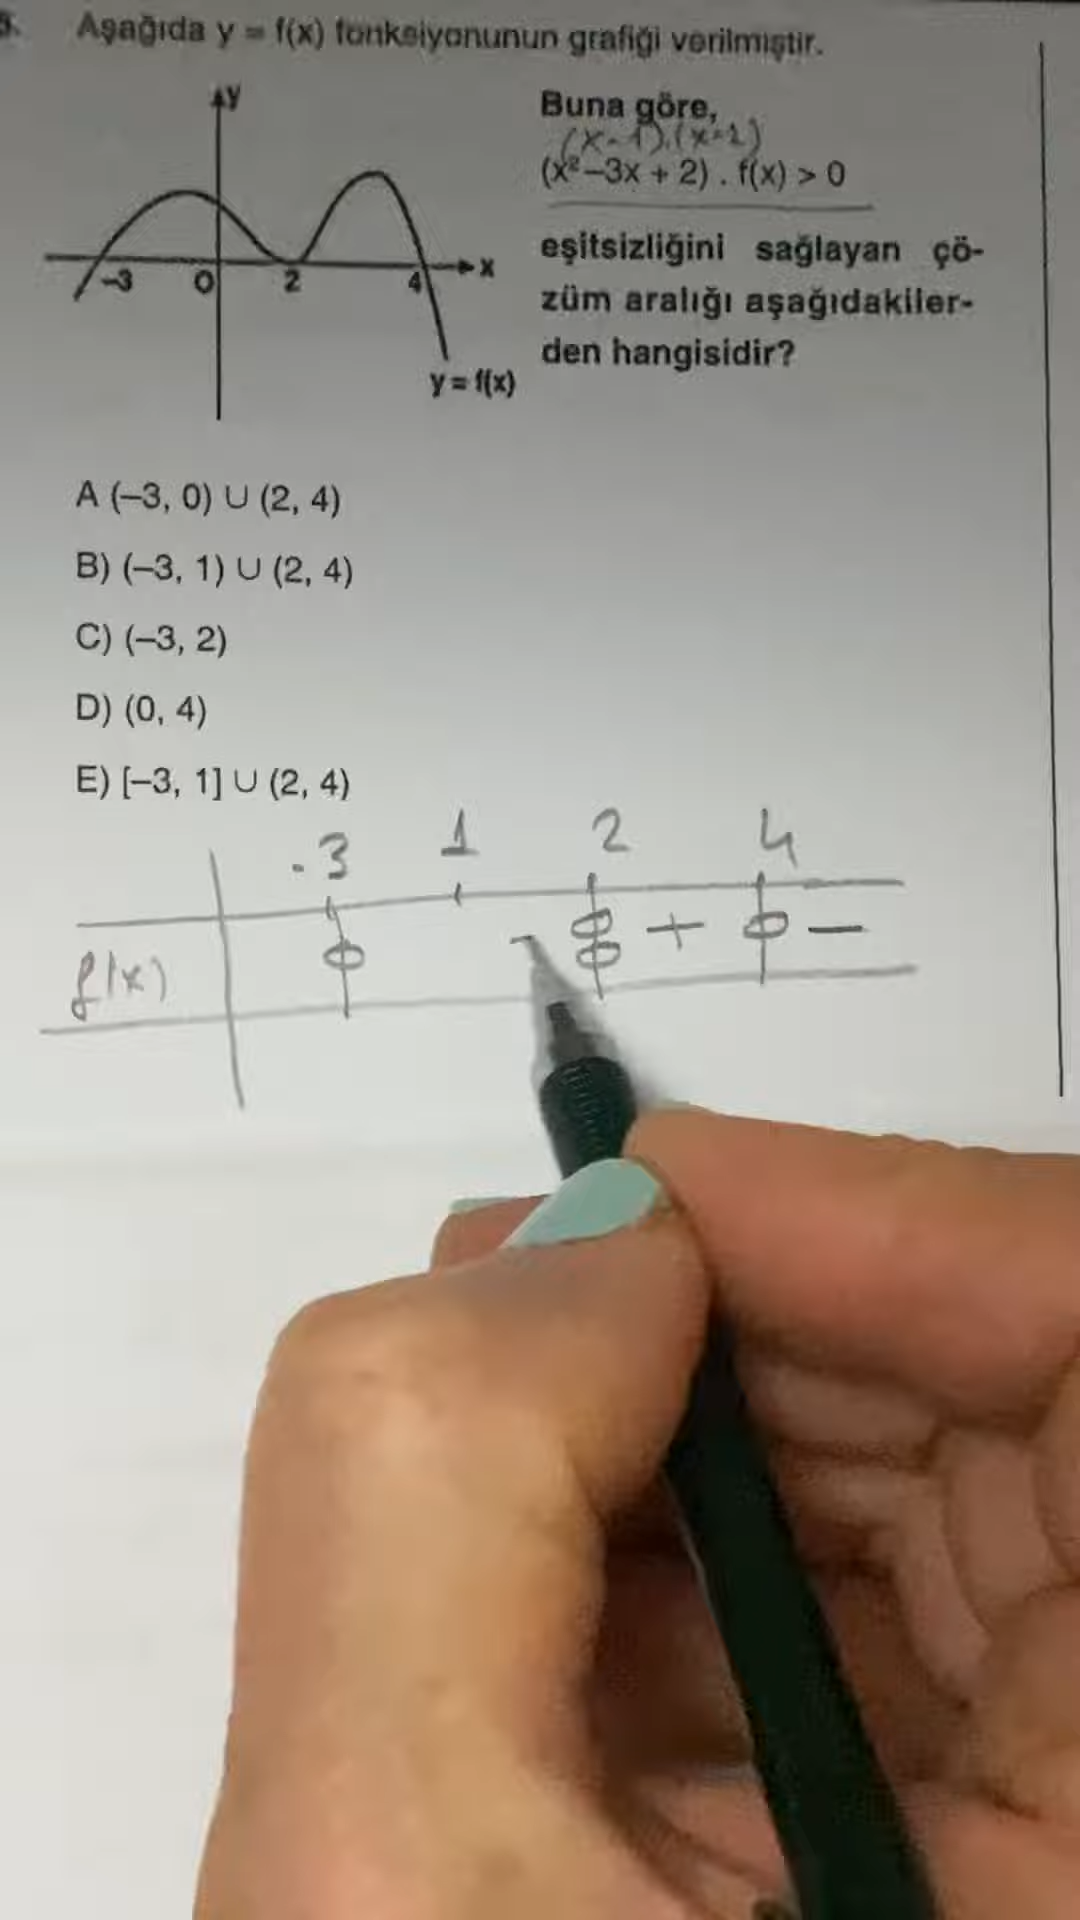 Aşağıda y = f(x) fonksiyonunun grafiği verilmiştir.
y
-3 0 2 4 x
y = f(x)
Buna göre,
(x-1).(x-2)
(x²-3x + 2) . f(x) > 0
eşitsizliğini sağlayan çö-
züm aralığı aşağıdakiler-
den hangisidir?
A (-3, 0) ∪ (2, 4)
B) (-3, 1) ∪ (2, 4)
C) (-3, 2)
D) (0, 4)
E) [-3, 1] ∪ (2, 4)
-3 1 2 4
f(x) + -